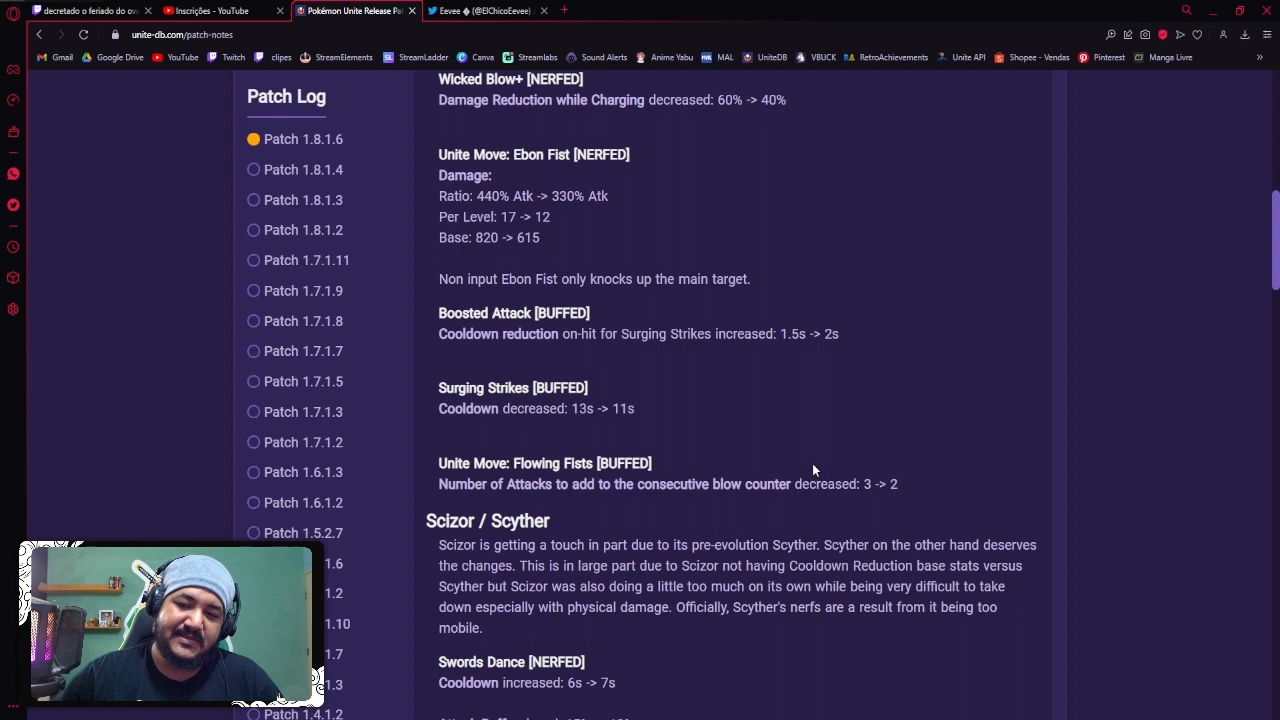 decretado o feriado do ov
Inscrições - YouTube
Pokémon Unite Release Pa
Eevee ♦ (@ElChicoEevee)
unite-db.com/patch-notes
Gmail
Google Drive
YouTube
Twitch
clipes
StreamElements
StreamLadder
Canva
Streamlabs
Sound Alerts
Anime Yabu
MAL
UniteDB
VBUCK
RetroAchievements
Unite API
Shopee - Vendas
Pinterest
Manga Livre
Patch Log
Patch 1.8.1.6
Patch 1.8.1.4
Patch 1.8.1.3
Patch 1.8.1.2
Patch 1.7.1.11
Patch 1.7.1.9
Patch 1.7.1.8
Patch 1.7.1.7
Patch 1.7.1.5
Patch 1.7.1.3
Patch 1.7.1.2
Patch 1.6.1.3
Patch 1.6.1.2
Patch 1.5.2.7
.1.6
.1.2
.1.10
.1.7
.1.3
Patch 1.4.1.2
Wicked Blow+ [NERFED]
Damage Reduction while Charging decreased: 60% -> 40%
Unite Move: Ebon Fist [NERFED]
Damage:
Ratio: 440% Atk -> 330% Atk
Per Level: 17 -> 12
Base: 820 -> 615
Non input Ebon Fist only knocks up the main target.
Boosted Attack [BUFFED]
Cooldown reduction on-hit for Surging Strikes increased: 1.5s -> 2s
Surging Strikes [BUFFED]
Cooldown decreased: 13s -> 11s
Unite Move: Flowing Fists [BUFFED]
Number of Attacks to add to the consecutive blow counter decreased: 3 -> 2
Scizor / Scyther
Scizor is getting a touch in part due to its pre-evolution Scyther. Scyther on the other hand deserves
the changes. This is in large part due to Scizor not having Cooldown Reduction base stats versus
Scyther but Scizor was also doing a little too much on its own while being very difficult to take
down especially with physical damage. Officially, Scyther's nerfs are a result from it being too
mobile.
Swords Dance [NERFED]
Cooldown increased: 6s -> 7s